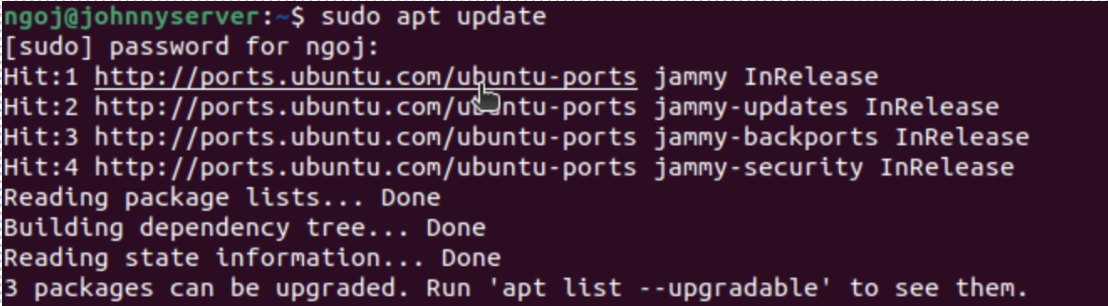 ngoj@johnnyserver:~$ sudo apt update
[sudo] password for ngoj:
Hit:1 http://ports.ubuntu.com/ubuntu-ports jammy InRelease
Hit:2 http://ports.ubuntu.com/ubuntu-ports jammy-updates InRelease
Hit:3 http://ports.ubuntu.com/ubuntu-ports jammy-backports InRelease
Hit:4 http://ports.ubuntu.com/ubuntu-ports jammy-security InRelease
Reading package lists... Done
Building dependency tree... Done
Reading state information... Done
3 packages can be upgraded. Run 'apt list --upgradable' to see them.